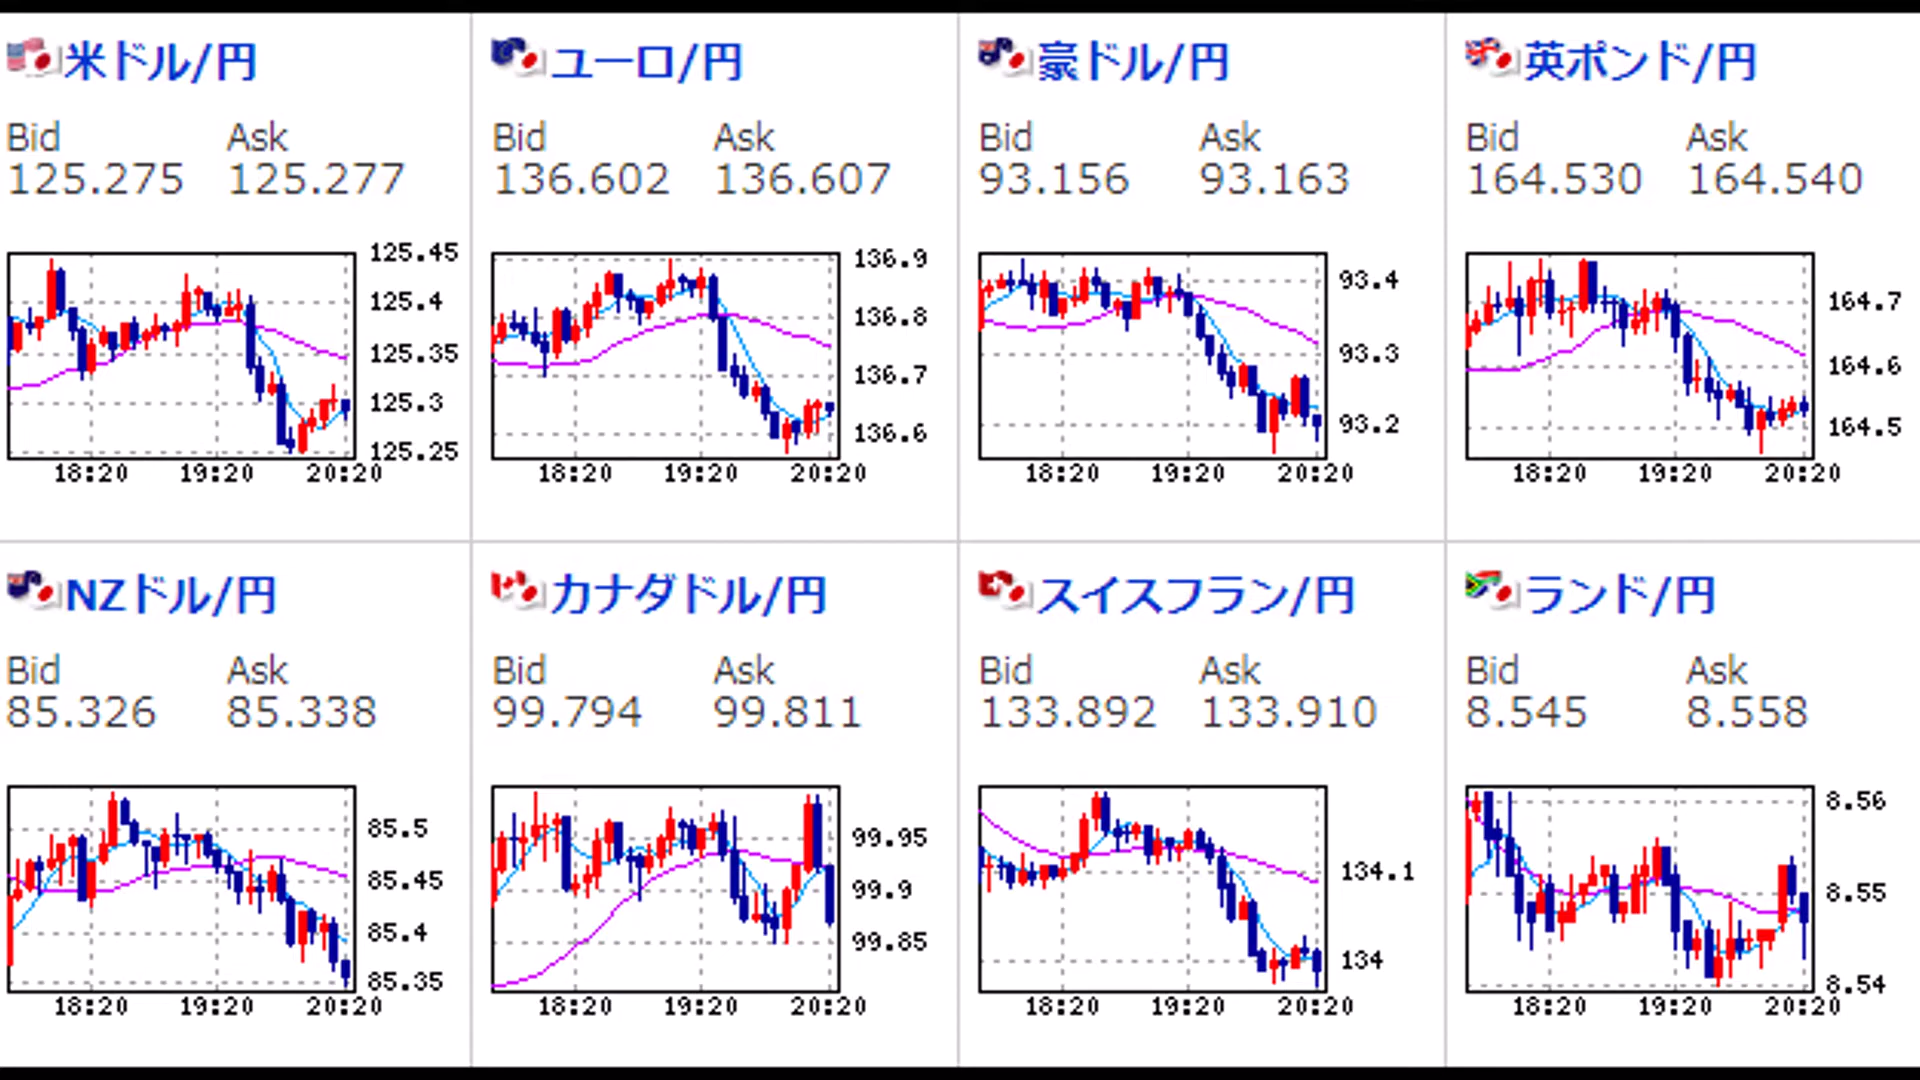 米ドル/円
Bid Ask
125.275 125.277
125.45
125.4
125.35
125.3
125.25
18:20 19:20 20:20
ユーロ/円
Bid Ask
136.602 136.607
136.9
136.8
136.7
136.6
18:20 19:20 20:20
豪ドル/円
Bid Ask
93.156 93.163
93.4
93.3
93.2
18:20 19:20 20:20
英ポンド/円
Bid Ask
164.530 164.540
164.7
164.6
164.5
18:20 19:20 20:20
NZドル/円
Bid Ask
85.326 85.338
85.5
85.45
85.4
85.35
18:20 19:20 20:20
カナダドル/円
Bid Ask
99.794 99.811
99.95
99.9
99.85
18:20 19:20 20:20
スイスフラン/円
Bid Ask
133.892 133.910
134.1
134
18:20 19:20 20:20
ランド/円
Bid Ask
8.545 8.558
8.56
8.55
8.54
18:20 19:20 20:20